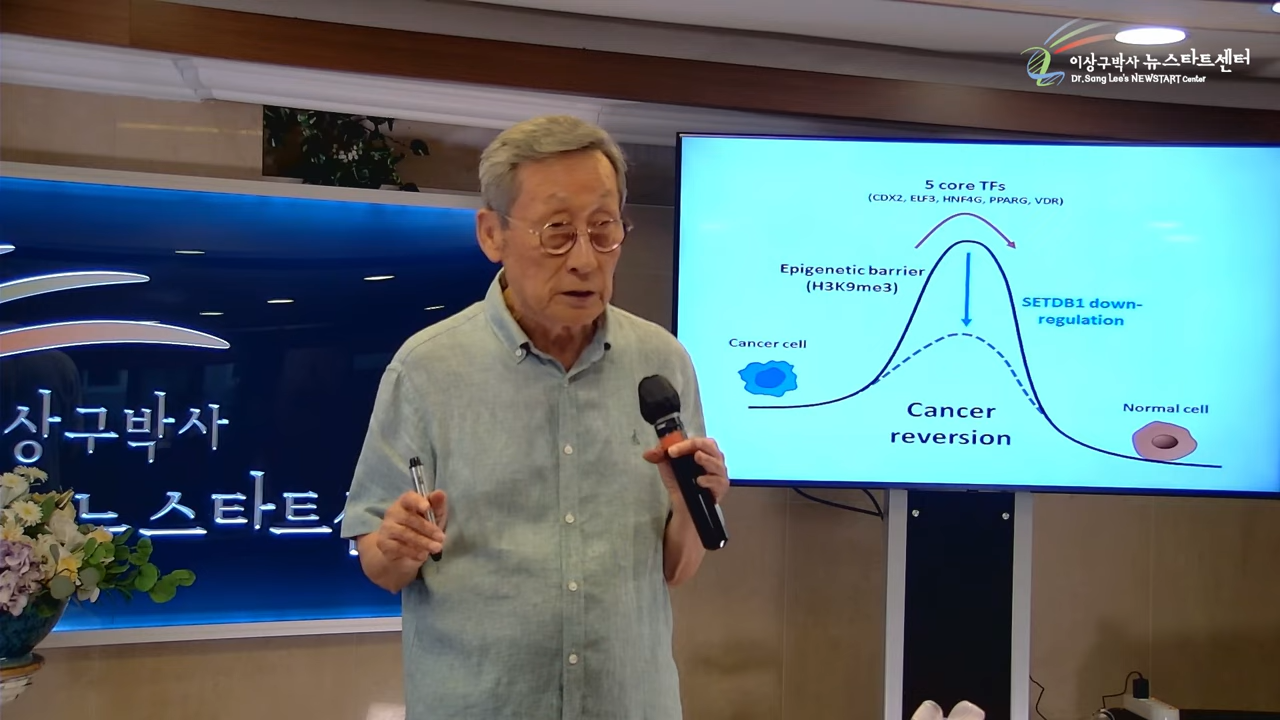 이상구박사 뉴스타트센터
Dr. Sang Lee's NEWSTART Center
5 core TFs
(CDX2, ELF3, HNF4G, PPARG, VDR)
Epigenetic barrier
(H3K9me3)
SETDB1 down-
regulation
Cancer cell
Cancer
reversion
Normal cell
상구박사
뉴스타트